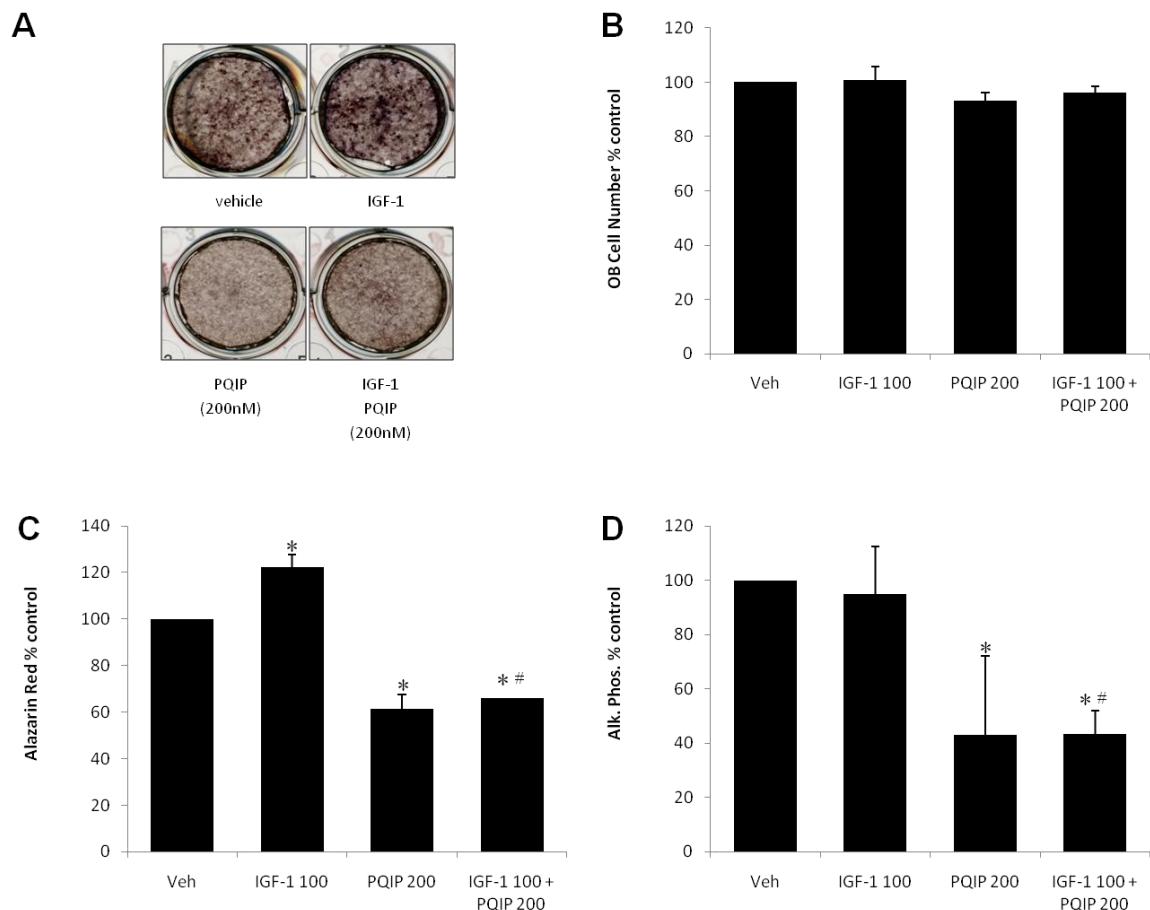 A
vehicle
IGF-1
PQIP
(200nM)
IGF-1
PQIP
(200nM)
B
OB Cell Number % control
120
100
80
60
40
20
0
Veh
IGF-1 100
PQIP 200
IGF-1 100 +
PQIP 200
C
Alazarin Red % control
140
120
100
80
60
40
20
0
*
*
* #
Veh
IGF-1 100
PQIP 200
IGF-1 100 +
PQIP 200
D
Alk. Phos. % control
120
100
80
60
40
20
0
*
* #
Veh
IGF-1 100
PQIP 200
IGF-1 100 +
PQIP 200